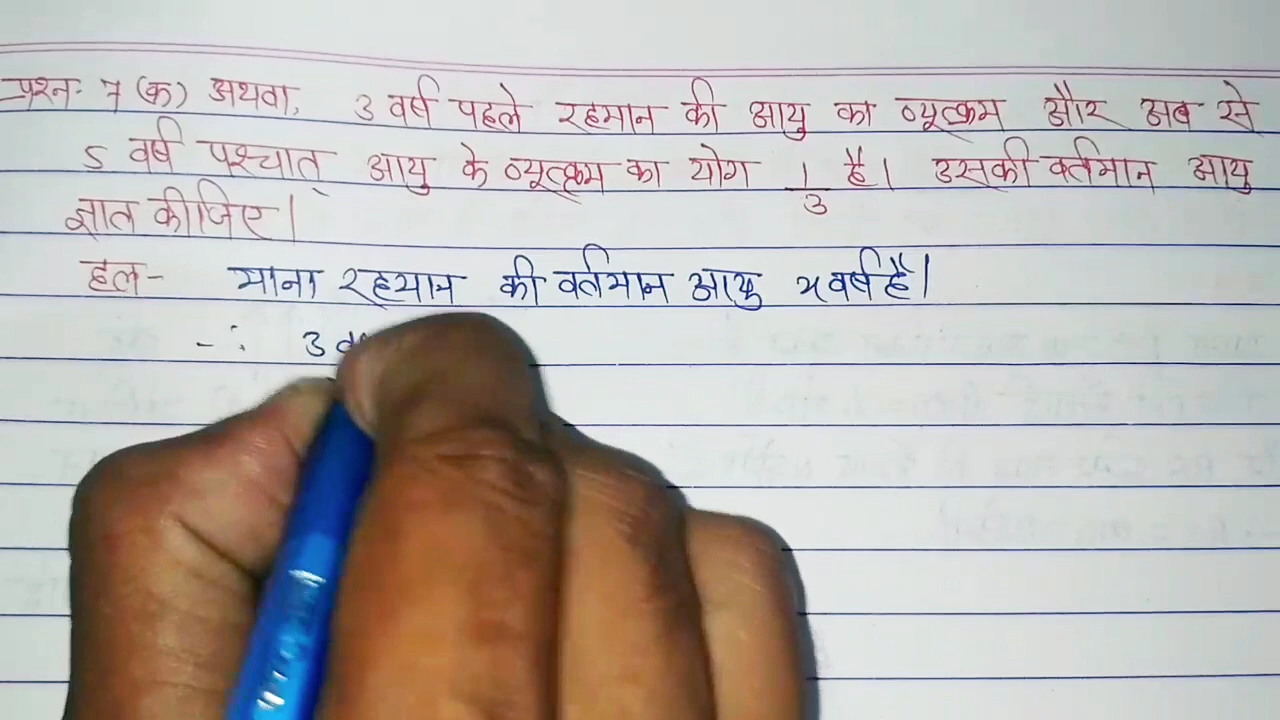 प्रश्न: 7 (क) अथवा, 3 वर्ष पहले रहमान की आयु का व्युत्क्रम और अब से
5 वर्ष पश्चात् आयु के व्युत्क्रम का योग 1/3 है। उसकी वर्तमान आयु
ज्ञात कीजिए।
हल- माना रहमान की वर्तमान आयु x वर्ष है।
∴ 3